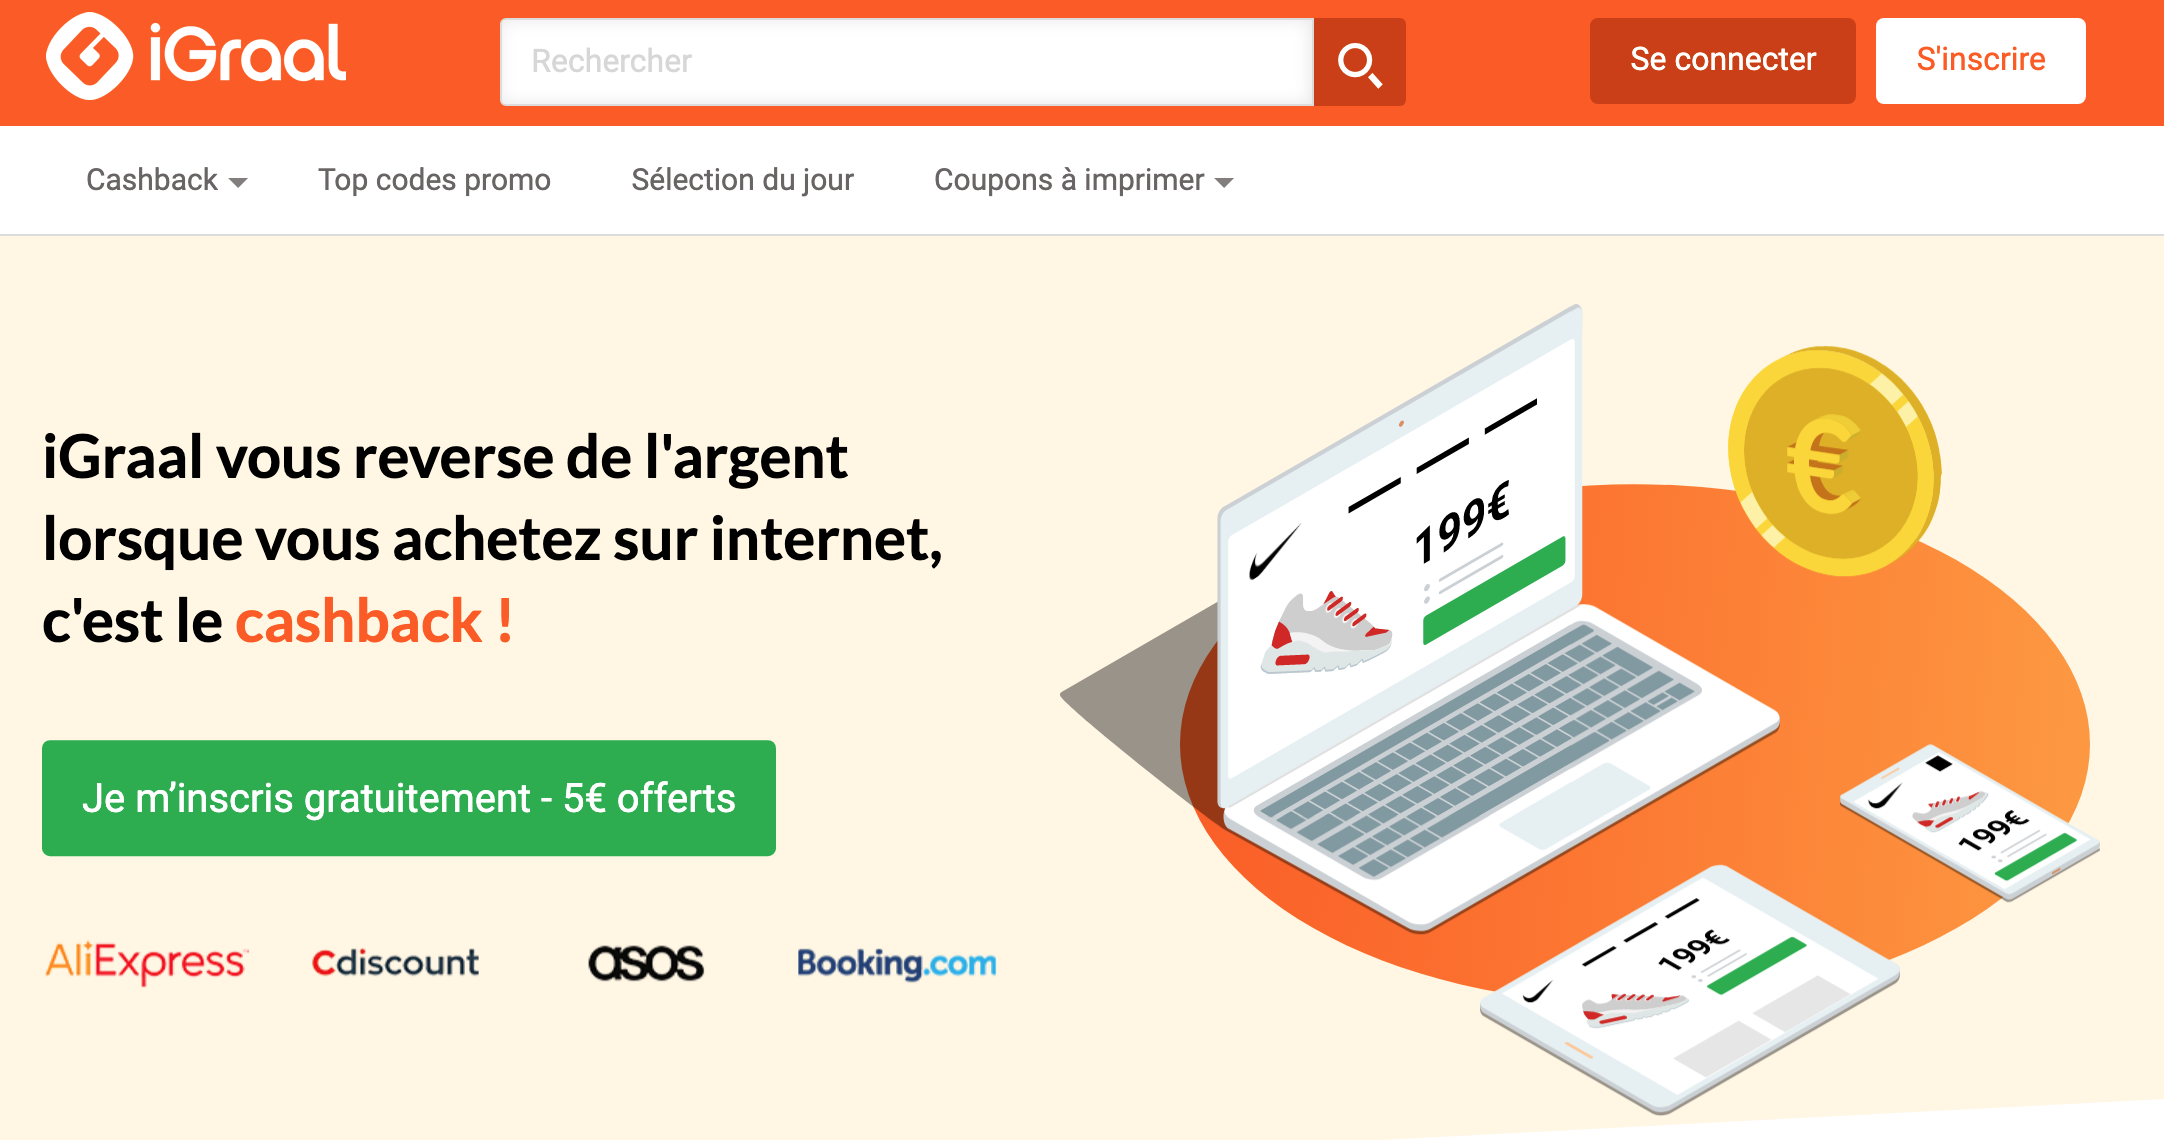 iGraal
Rechercher
Se connecter
S'inscrire
Cashback
Top codes promo
Sélection du jour
Coupons à imprimer
iGraal vous reverse de l'argent
lorsque vous achetez sur internet,
c'est le cashback !
Je m’inscris gratuitement - 5€ offerts
AliExpress
Cdiscount
asos
Booking.com
199€
€
199€
199€